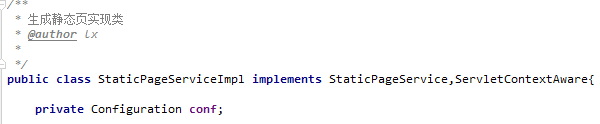 /**
 * 生成静态页实现类
 * @author lx
 *
 */
public class StaticPageServiceImpl implements StaticPageService,ServletContextAware{
    private Configuration conf;